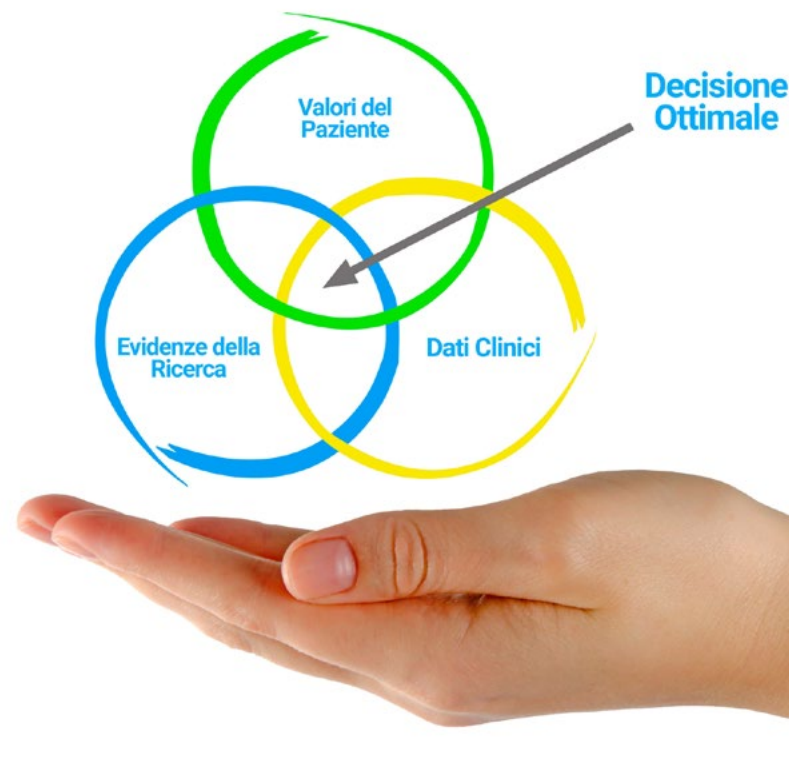 Decisione
Ottimale
Valori del
Paziente
Evidenze della
Ricerca
Dati Clinici